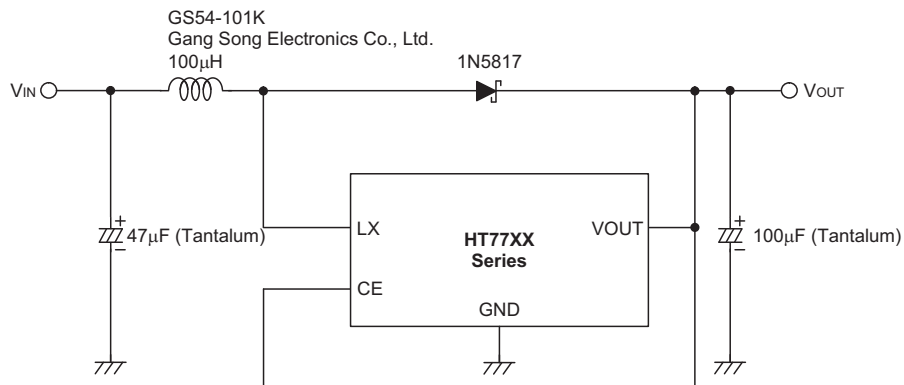 GS54-101K
Gang Song Electronics Co., Ltd.
100μH
1N5817
VIN
VOUT
47μF (Tantalum)
+
−
LX
HT77XX
Series
VOUT
CE
GND
+
−
100μF (Tantalum)